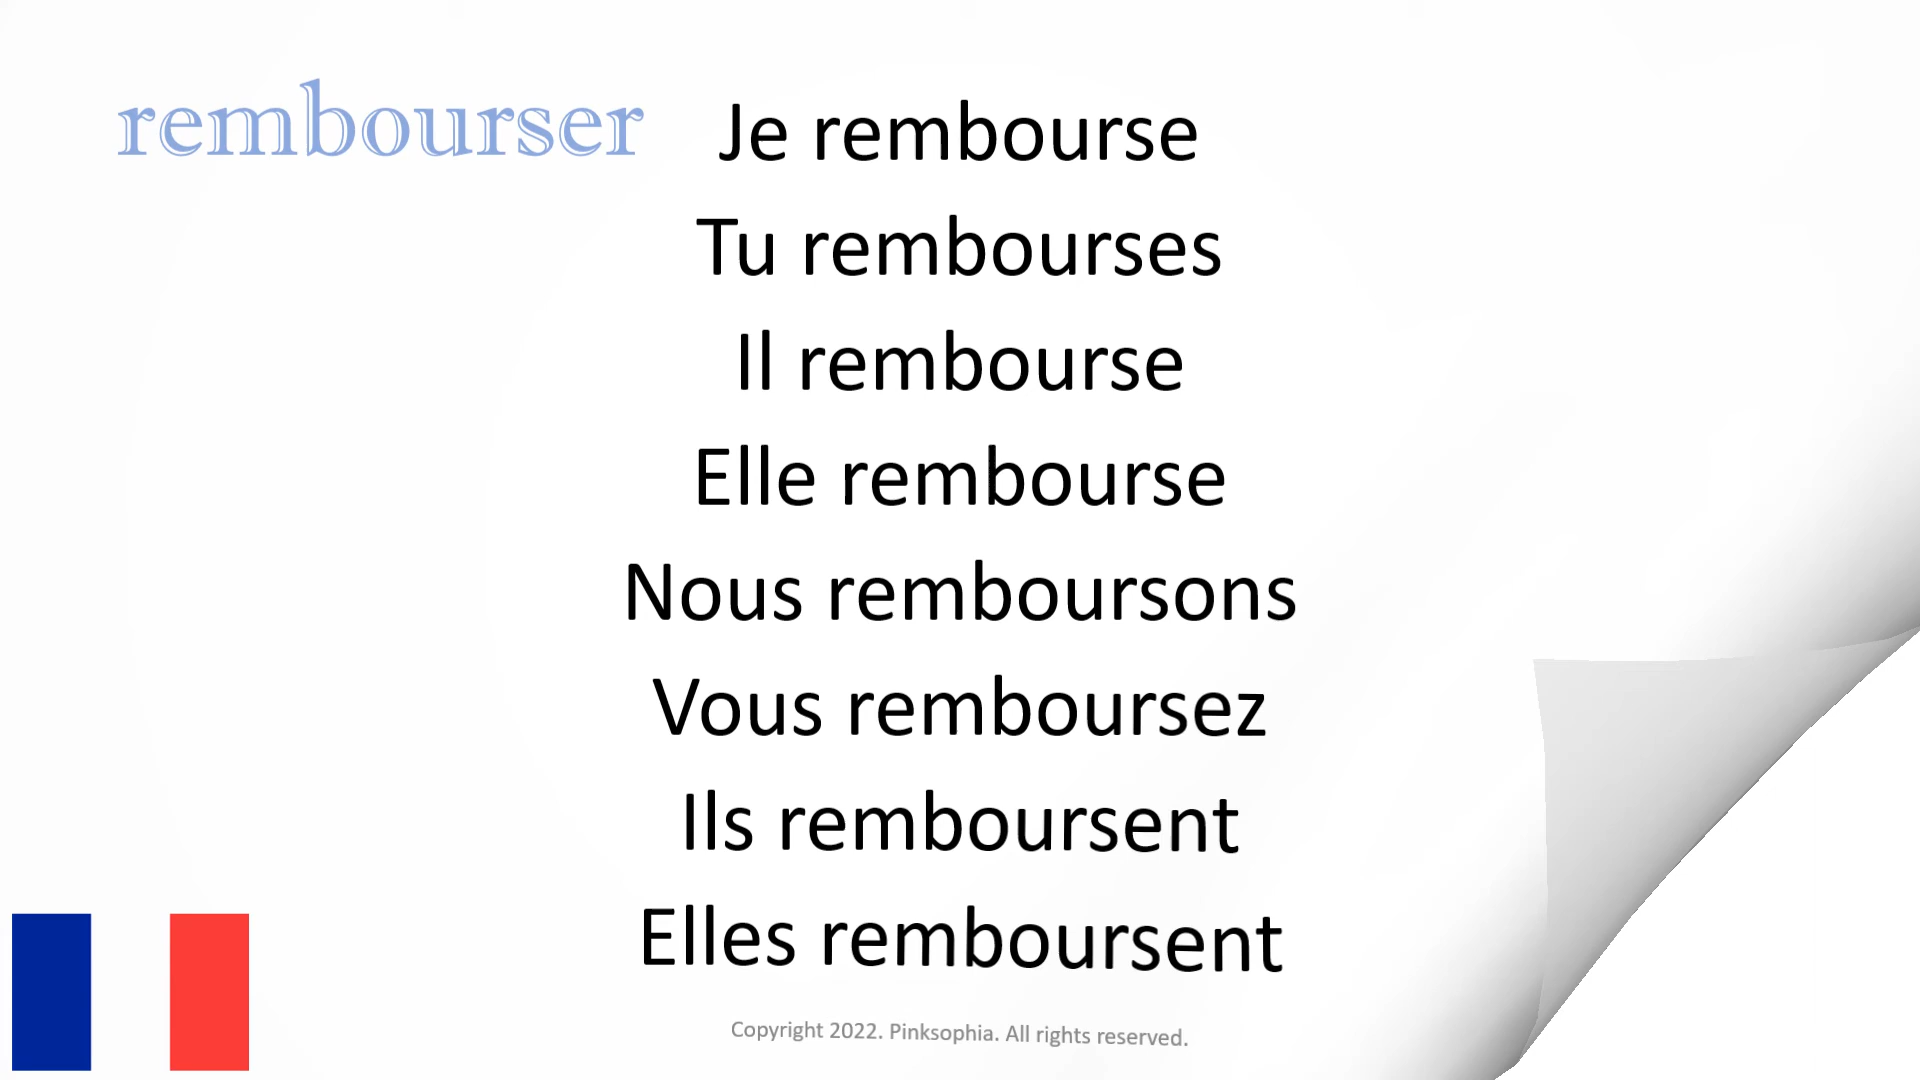 rembourser
Je rembourse
Tu rembourses
Il rembourse
Elle rembourse
Nous remboursons
Vous remboursez
Ils remboursent
Elles remboursent
Copyright 2022. Pinksophia. All rights reserved.